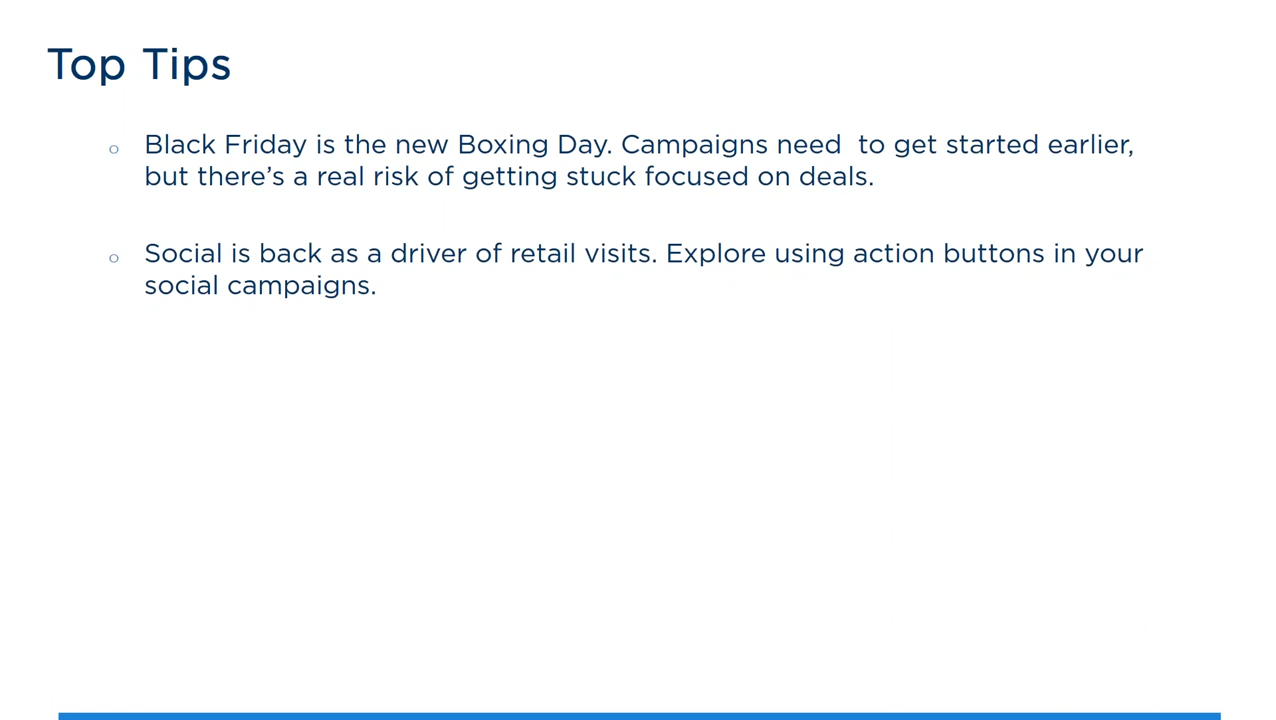 Top Tips
Black Friday is the new Boxing Day. Campaigns need  to get started earlier,
but there’s a real risk of getting stuck focused on deals.
Social is back as a driver of retail visits. Explore using action buttons in your
social campaigns.